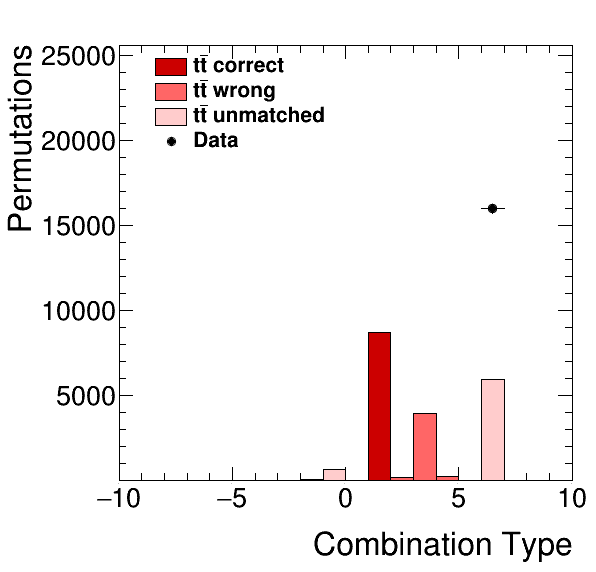 Permutations
25000
20000
15000
10000
5000
tt̄ correct
tt̄ wrong
tt̄ unmatched
Data
−10 −5 0 5 10
Combination Type